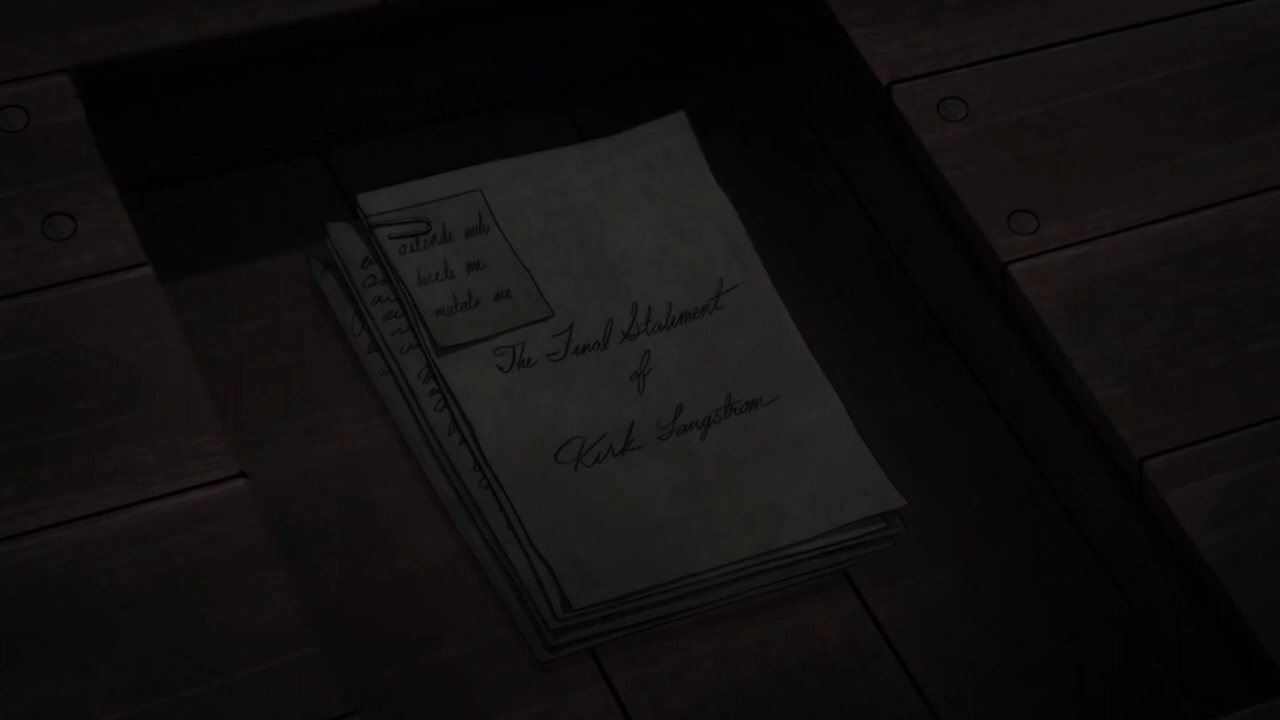 ostende mihi
docete me
mutate me
The Final Statement
of
Kirk Langstrom